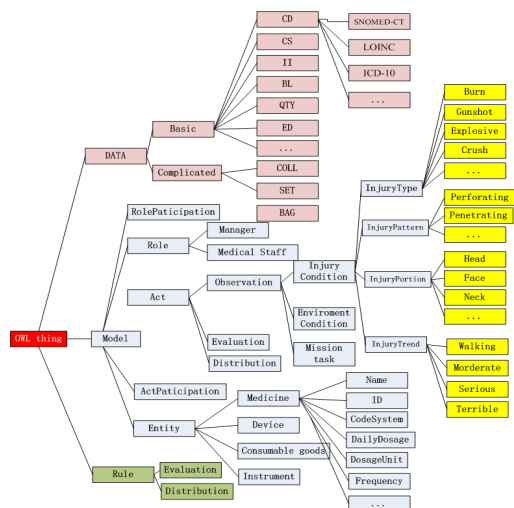 CD
SNOMED-CT
CS
LOINC
II
ICD-10
BL
...
QTY
Basic
ED
...
DATA
Complicated
COLL
SET
BAG
Burn
Gunshot
Explosive
Crush
...
InjuryType
Perforating
Penetrating
...
InjuryPattern
RolePaticipation
Manager
Role
Medical Staff
Injury
Condition
Head
Face
Neck
...
InjuryPortion
Act
Observation
Enviroment
Condition
Mission
task
Evaluation
Distribution
InjuryTrend
Walking
Morderate
Serious
Terrible
OWL thing
Model
ActPaticipation
Entity
Medicine
Device
Consumable goods
Instrument
Name
ID
CodeSystem
DailyDosage
DosageUnit
Frequency
...
Rule
Evaluation
Distribution